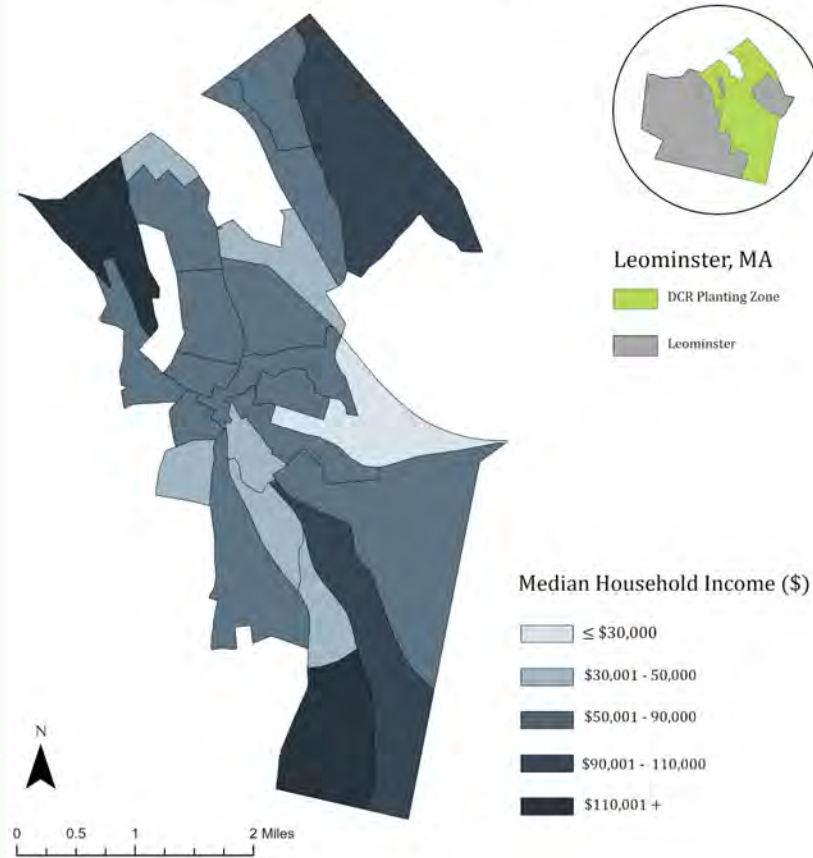 Leominster, MA
DCR Planting Zone
Leominster
Median Household Income ($)
≤ $30,000
$30,001 - 50,000
$50,001 - 90,000
$90,001 - 110,000
$110,001 +
N
0 0.5 1 2 Miles